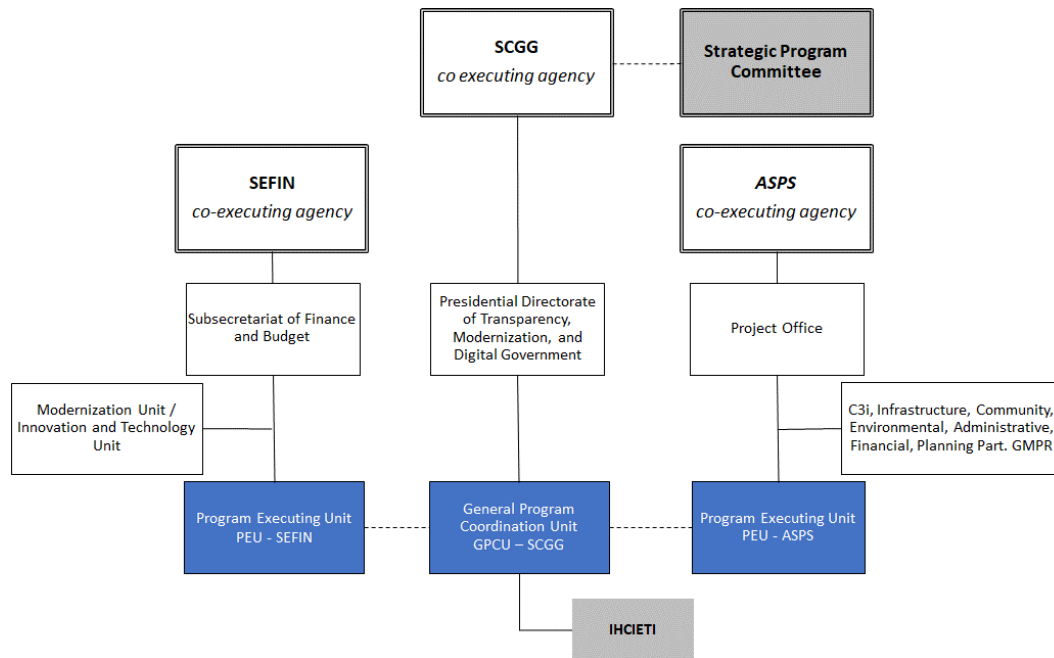 SCGG
co executing agency
Strategic Program
Committee
SEFIN
co-executing agency
ASPS
co-executing agency
Subsecretariat of Finance
and Budget
Presidential Directorate
of Transparency,
Modernization, and
Digital Government
Project Office
Modernization Unit /
Innovation and Technology
Unit
C3i, Infrastructure, Community,
Environmental, Administrative,
Financial, Planning Part. GMPR
Program Executing Unit
PEU - SEFIN
General Program
Coordination Unit
GPCU – SCGG
Program Executing Unit
PEU - ASPS
IHCIETI